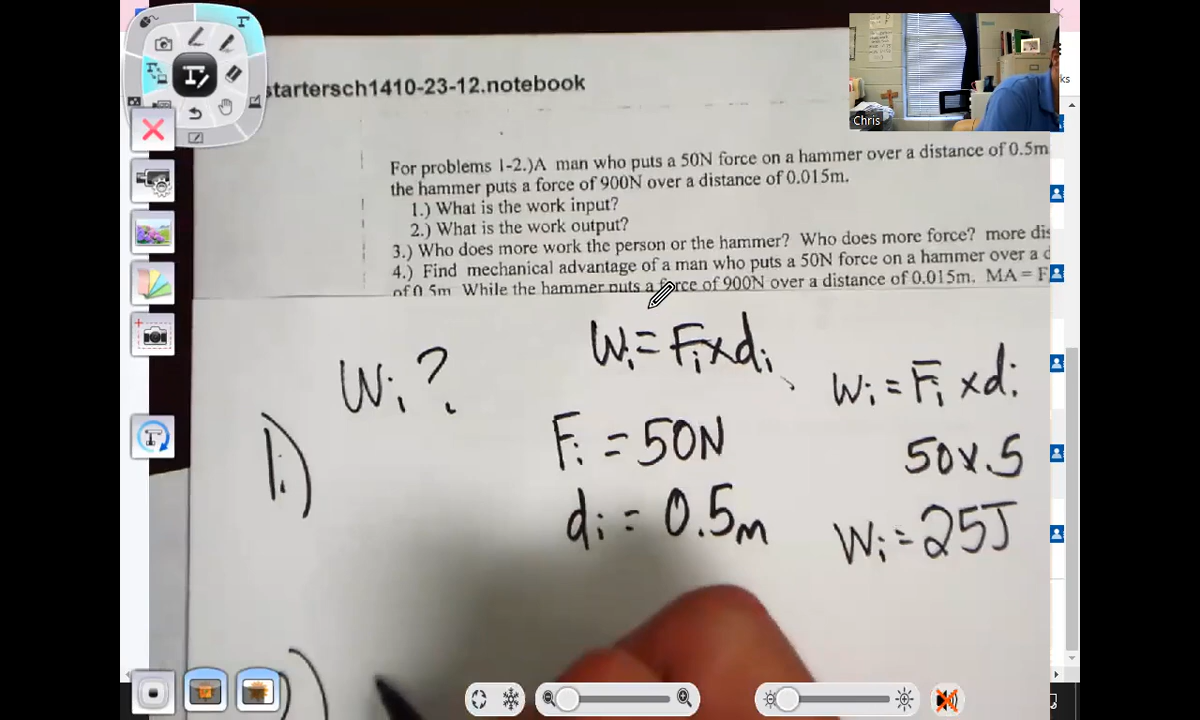 startersch1410-23-12.notebook
Chris
For problems 1-2.)A man who puts a 50N force on a hammer over a distance of 0.5m
the hammer puts a force of 900N over a distance of 0.015m.
1.) What is the work input?
2.) What is the work output?
3.) Who does more work the person or the hammer? Who does more force? more dis
4.) Find mechanical advantage of a man who puts a 50N force on a hammer over a d
of 0.5m While the hammer puts a force of 900N over a distance of 0.015m. MA = F
Wi = Fi x di
Wi ?
Wi = Fi x di
1.)
Fi = 50N
50 x .5
di = 0.5m
Wi = 25J